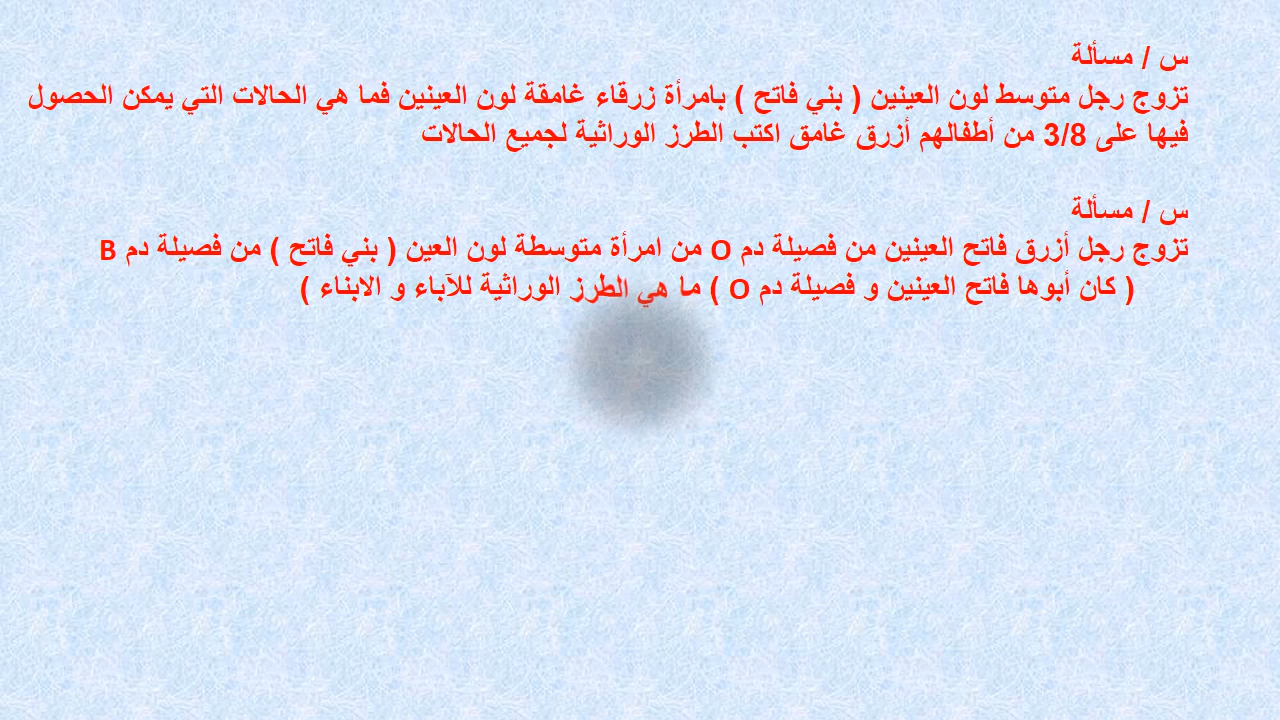 س / مسألة
تزوج رجل متوسط لون العينين ( بني فاتح ) بامرأة زرقاء غامقة لون العينين فما هي الحالات التي يمكن الحصول
فيها على 3/8 من أطفالهم أزرق غامق اكتب الطرز الوراثية لجميع الحالات
س / مسألة
تزوج رجل أزرق فاتح العينين من فصيلة دم O من امرأة متوسطة لون العين ( بني فاتح ) من فصيلة دم B
( كان أبوها فاتح العينين و فصيلة دم O ) ما هي الطرز الوراثية للآباء و الابناء )